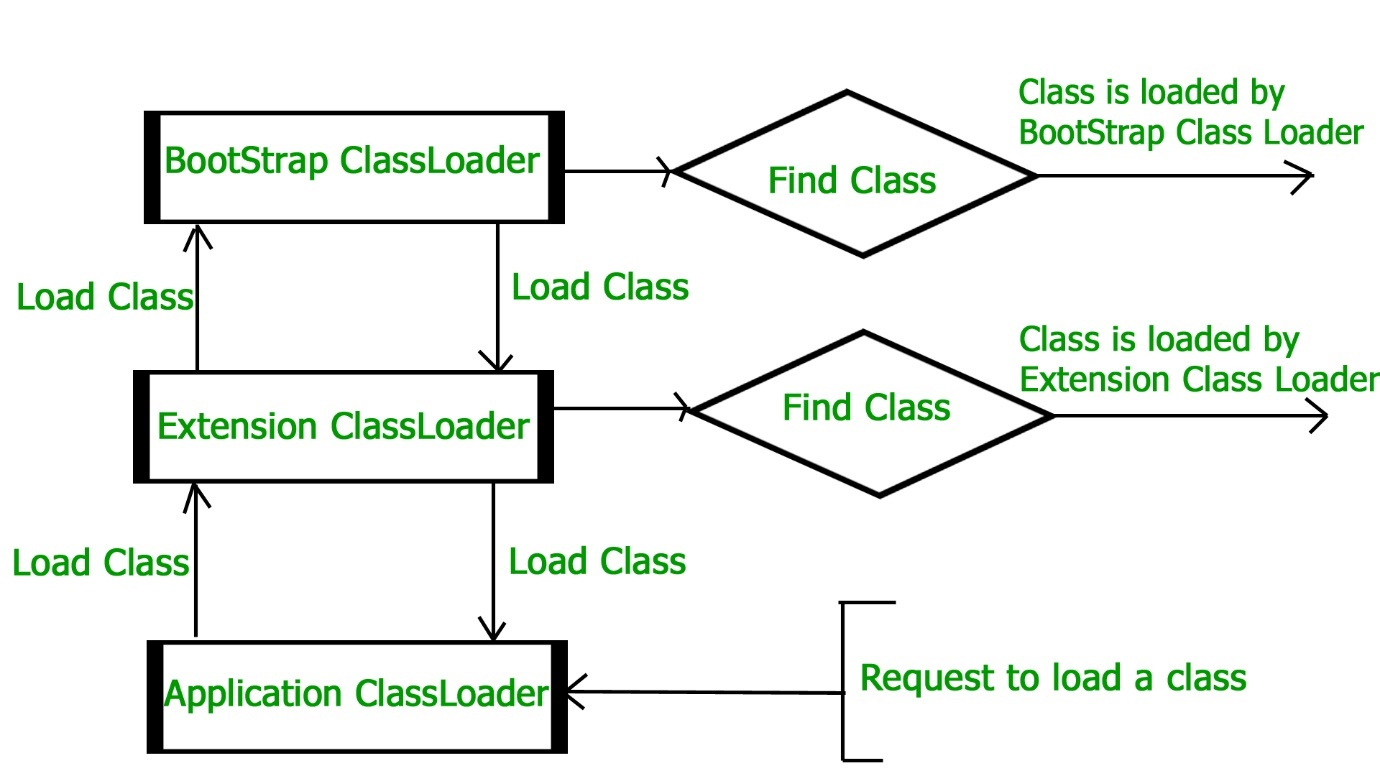 Class is loaded by
BootStrap Class Loader
BootStrap ClassLoader
Find Class
Load Class
Load Class
Class is loaded by
Extension Class Loader
Extension ClassLoader
Find Class
Load Class
Load Class
Application ClassLoader
Request to load a class